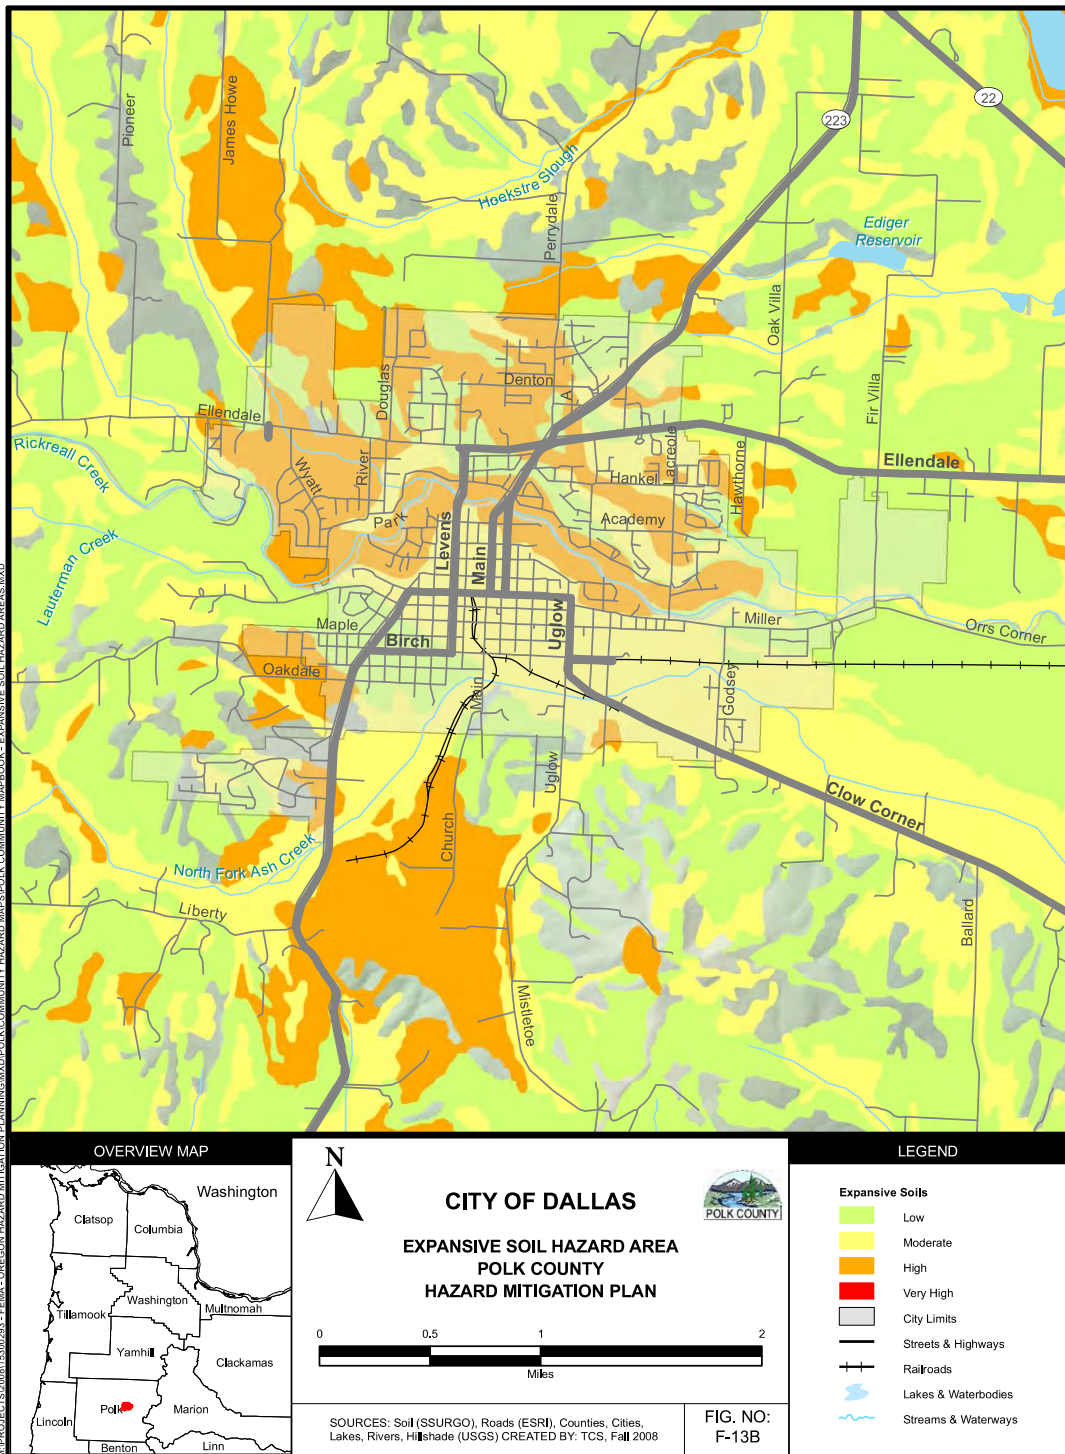 22
223
Pioneer
James Howe
Hoekstre Slough
Perrydale
Ediger
Reservoir
Oak Villa
Fir Villa
Douglas
Denton
A
Ellendale
Rickreall Creek
Wyatt
River
Park
Levens
Main
Hankel
Lacreole
Hawthorne
Academy
Ellendale
Lauterman Creek
Maple
Birch
Uglow
Miller
Orrs Corner
Oakdale
Main
Godsey
Uglow
Clow Corner
Church
North Fork Ash Creek
Liberty
Ballard
Mistletoe
OVERVIEW MAP
Washington
Clatsop
Columbia
Tillamook
Washington
Multnomah
Yamhill
Clackamas
Polk
Marion
Lincoln
Benton
Linn
N
CITY OF DALLAS
POLK COUNTY
EXPANSIVE SOIL HAZARD AREA
POLK COUNTY
HAZARD MITIGATION PLAN
0 0.5 1 2
Miles
SOURCES: Soil (SSURGO), Roads (ESRI), Counties, Cities,
Lakes, Rivers, Hillshade (USGS) CREATED BY: TCS, Fall 2008
FIG. NO:
F-13B
LEGEND
Expansive Soils
Low
Moderate
High
Very High
City Limits
Streets & Highways
Railroads
Lakes & Waterbodies
Streams & Waterways